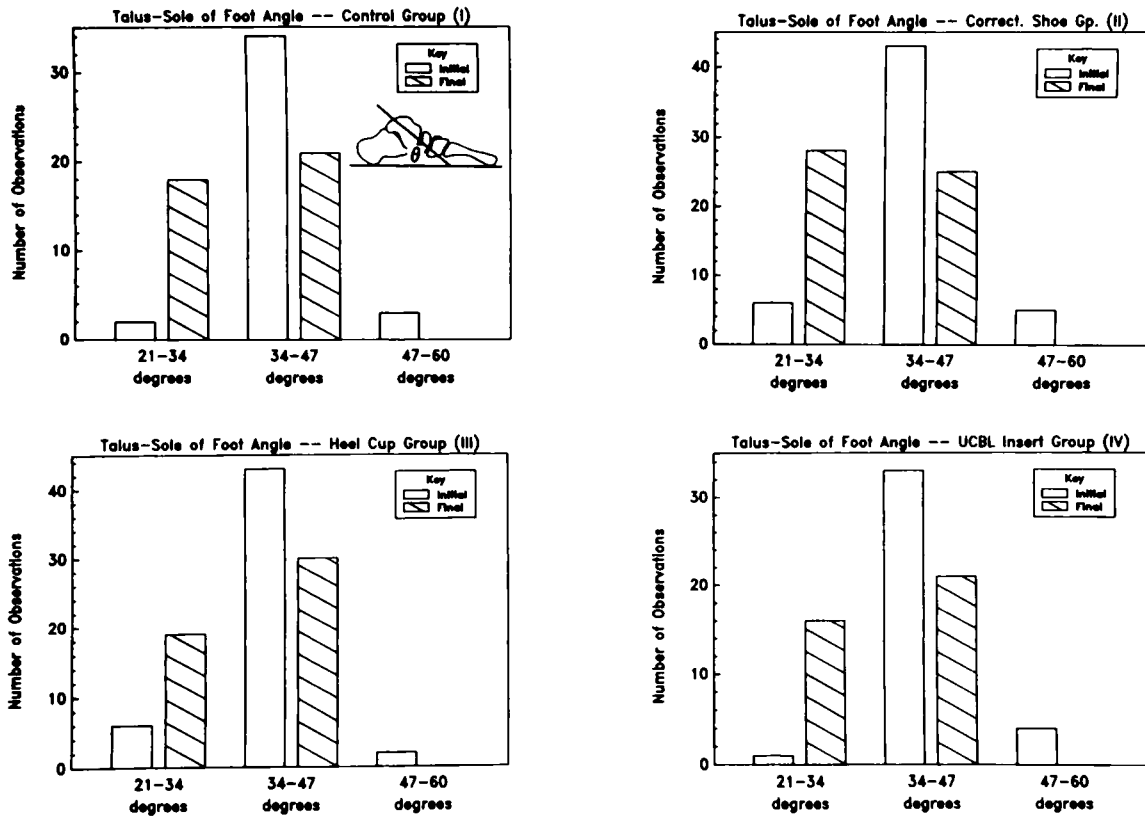 Talus-Sole of Foot Angle -- Control Group (I)
Key
Initial
Final
θ
Number of Observations
30
20
10
0
21-34
degrees
34-47
degrees
47-60
degrees
Talus-Sole of Foot Angle -- Correct. Shoe Gp. (II)
Key
Initial
Final
Number of Observations
40
30
20
10
0
21-34
degrees
34-47
degrees
47-60
degrees
Talus-Sole of Foot Angle -- Heel Cup Group (III)
Key
Initial
Final
Number of Observations
40
30
20
10
0
21-34
degrees
34-47
degrees
47-60
degrees
Talus-Sole of Foot Angle -- UCBL Insert Group (IV)
Key
Initial
Final
Number of Observations
30
20
10
0
21-34
degrees
34-47
degrees
47-60
degrees